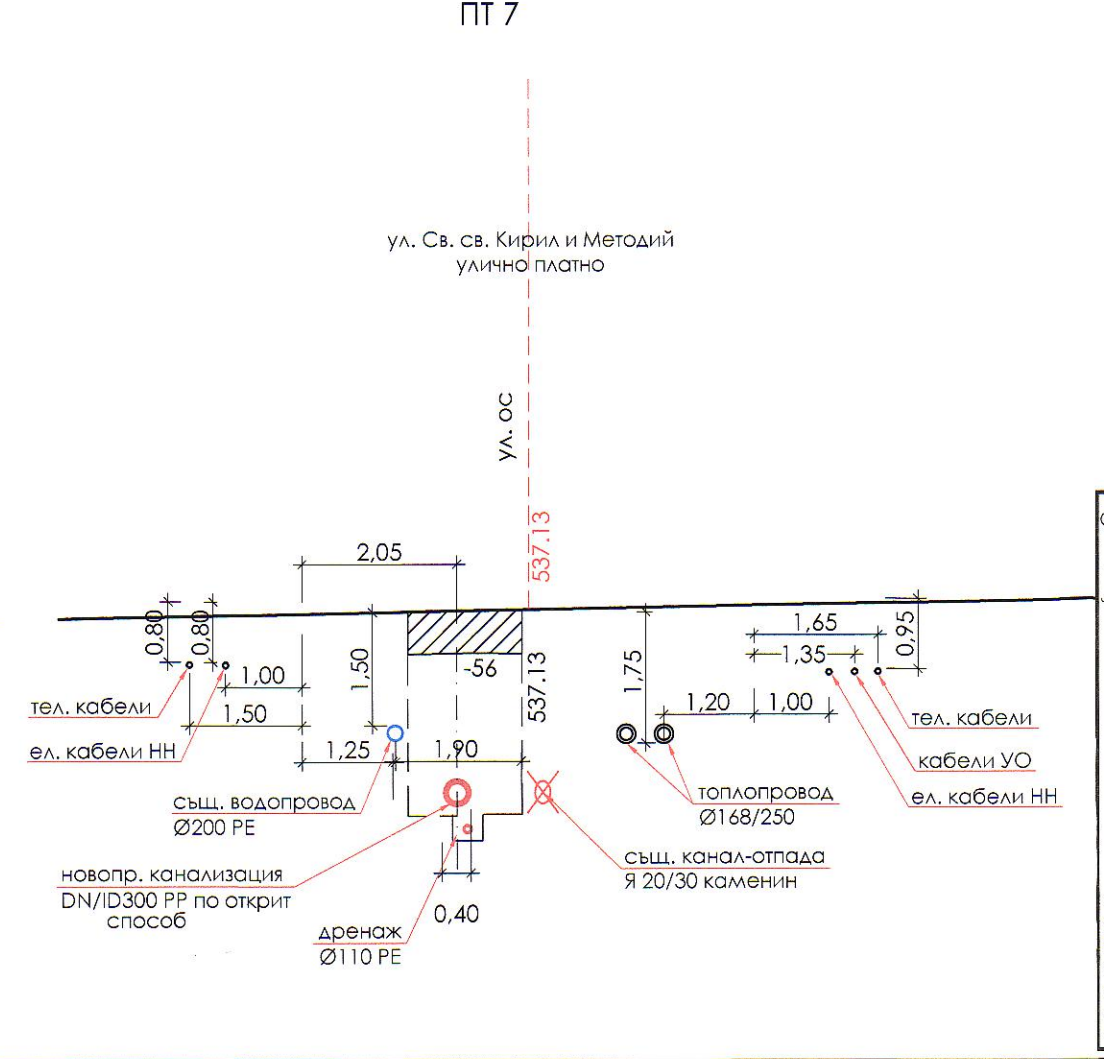 ПТ 7
ул. Св. св. Кирил и Методий
улично платно
ул. ос
537.13
2,05
0,80
0,80
1,50
-56
537.13
1,75
1,65
1,35
0,95
1,00
1,50
1,20
1,00
1,25
1,90
тел. кабели
ел. кабели НН
същ. водопровод
Ø200 PE
новопр. канализация
DN/ID300 PP по открит
способ
дренаж
Ø110 PE
0,40
топлопровод
Ø168/250
същ. канал-отпада
Я 20/30 каменин
тел. кабели
кабели УО
ел. кабели НН